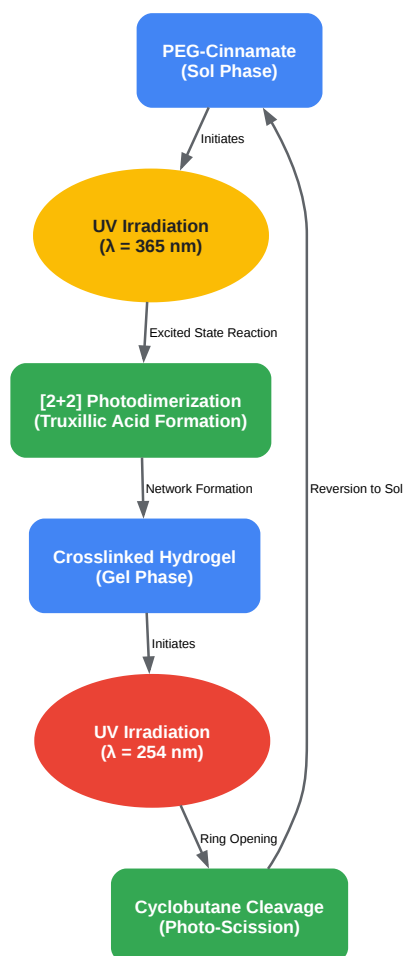 PEG-Cinnamate
(Sol Phase)
Initiates
UV Irradiation
(λ = 365 nm)
Excited State Reaction
[2+2] Photodimerization
(Truxillic Acid Formation)
Network Formation
Reversion to Sol
Crosslinked Hydrogel
(Gel Phase)
Initiates
UV Irradiation
(λ = 254 nm)
Ring Opening
Cyclobutane Cleavage
(Photo-Scission)